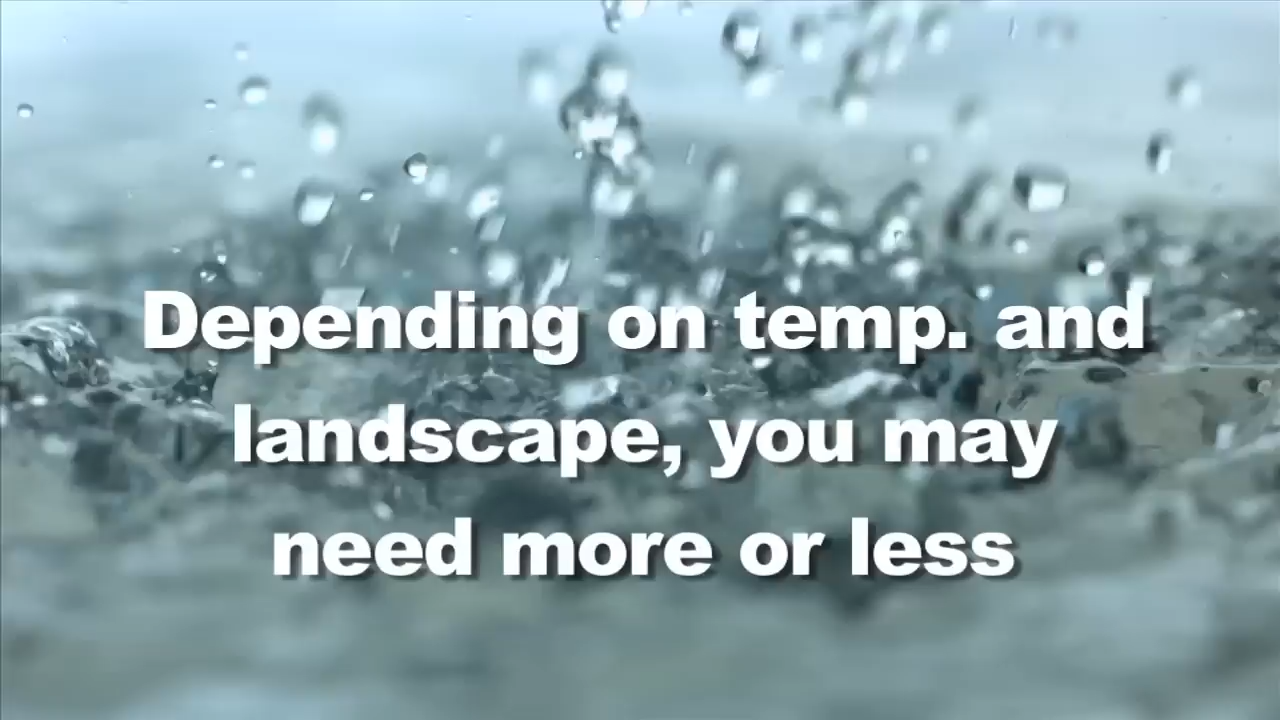 Depending on temp. and
landscape, you may
need more or less